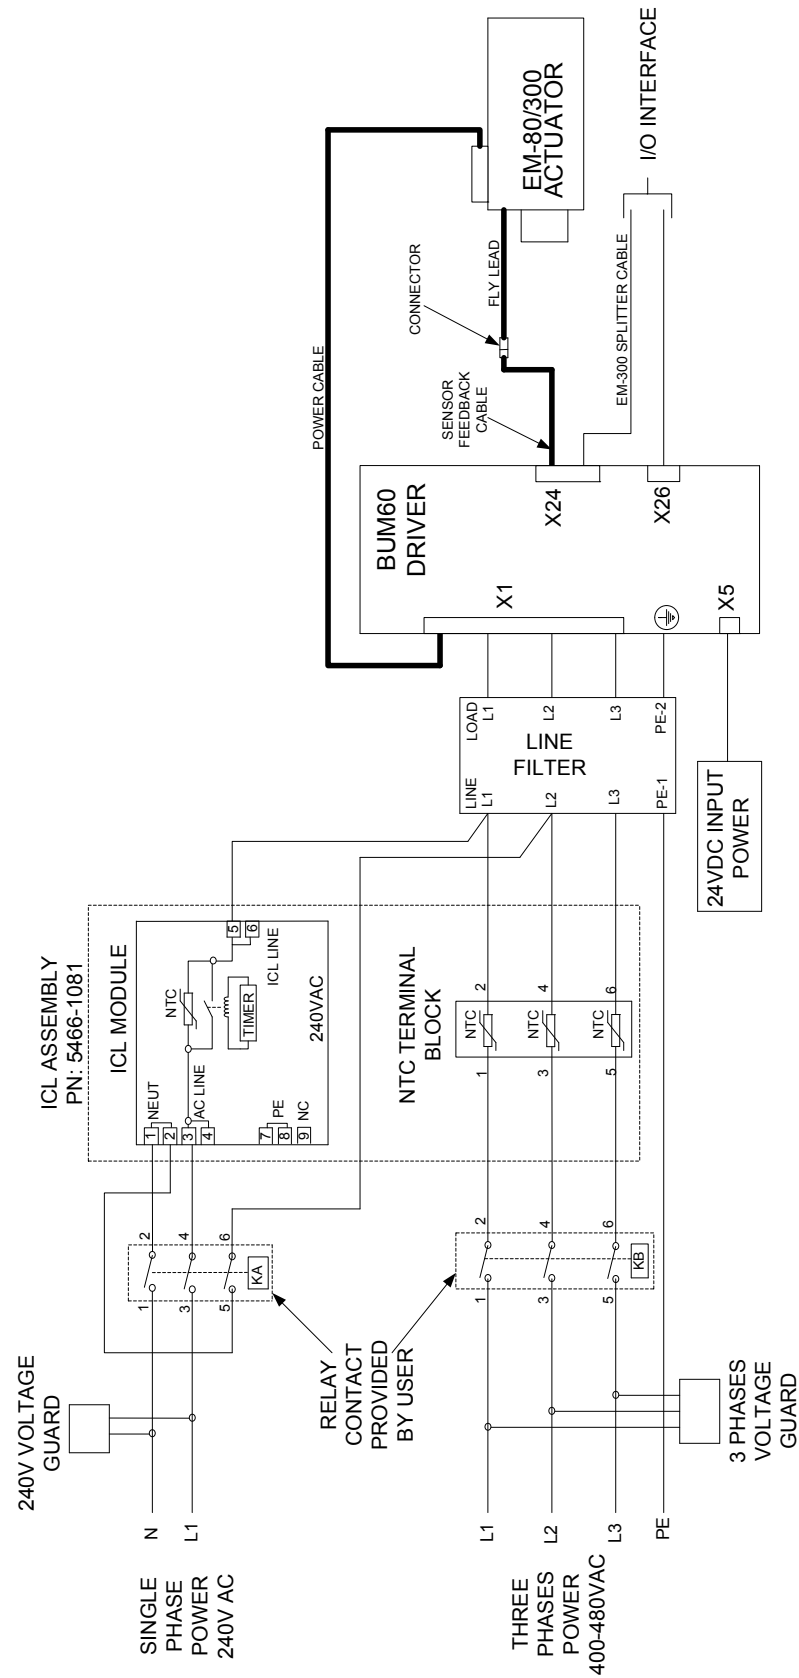 240V VOLTAGE
GUARD
SINGLE
PHASE
POWER
240V AC
N
L1
1
2
3
4
5
6
KA
RELAY
CONTACT
PROVIDED
BY USER
ICL ASSEMBLY
PN: 5466-1081
ICL MODULE
1
NEUT
2
3
AC LINE
4
7
PE
8
9
NC
NTC
TIMER
5
6
ICL LINE
240VAC
THREE
PHASES
POWER
400-480VAC
L1
L2
L3
PE
3 PHASES
VOLTAGE
GUARD
1
2
3
4
5
6
KB
NTC TERMINAL
BLOCK
1
NTC
2
3
NTC
4
5
NTC
6
LINE
LOAD
L1
L1
L2
L2
L3
L3
PE-1
PE-2
LINE
FILTER
24VDC INPUT
POWER
POWER CABLE
BUM60
DRIVER
X1
X24
X26
X5
SENSOR
FEEDBACK
CABLE
CONNECTOR
FLY LEAD
EM-80/300
ACTUATOR
EM-300 SPLITTER CABLE
I/O INTERFACE